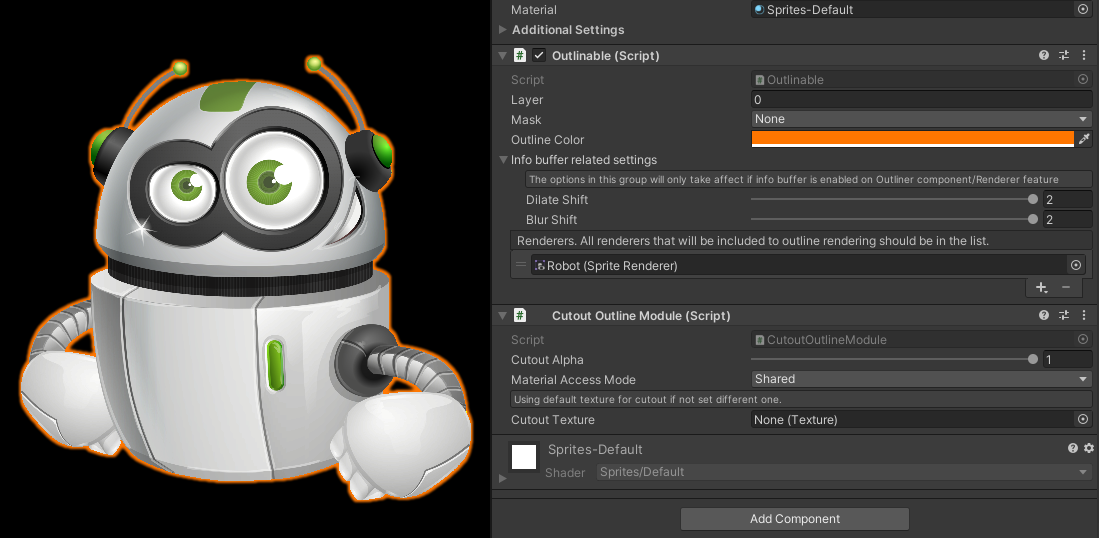 Material Sprites-Default
Additional Settings
# Outlinable (Script)
Script # Outlinable
Layer 0
Mask None
Outline Color
Info buffer related settings
The options in this group will only take affect if info buffer is enabled on Outliner component/Renderer feature
Dilate Shift 2
Blur Shift 2
Renderers. All renderers that will be included to outline rendering should be in the list.
Robot (Sprite Renderer)
# Cutout Outline Module (Script)
Script # CutoutOutlineModule
Cutout Alpha 1
Material Access Mode Shared
Using default texture for cutout if not set different one.
Cutout Texture None (Texture)
Sprites-Default
Shader Sprites/Default
Add Component